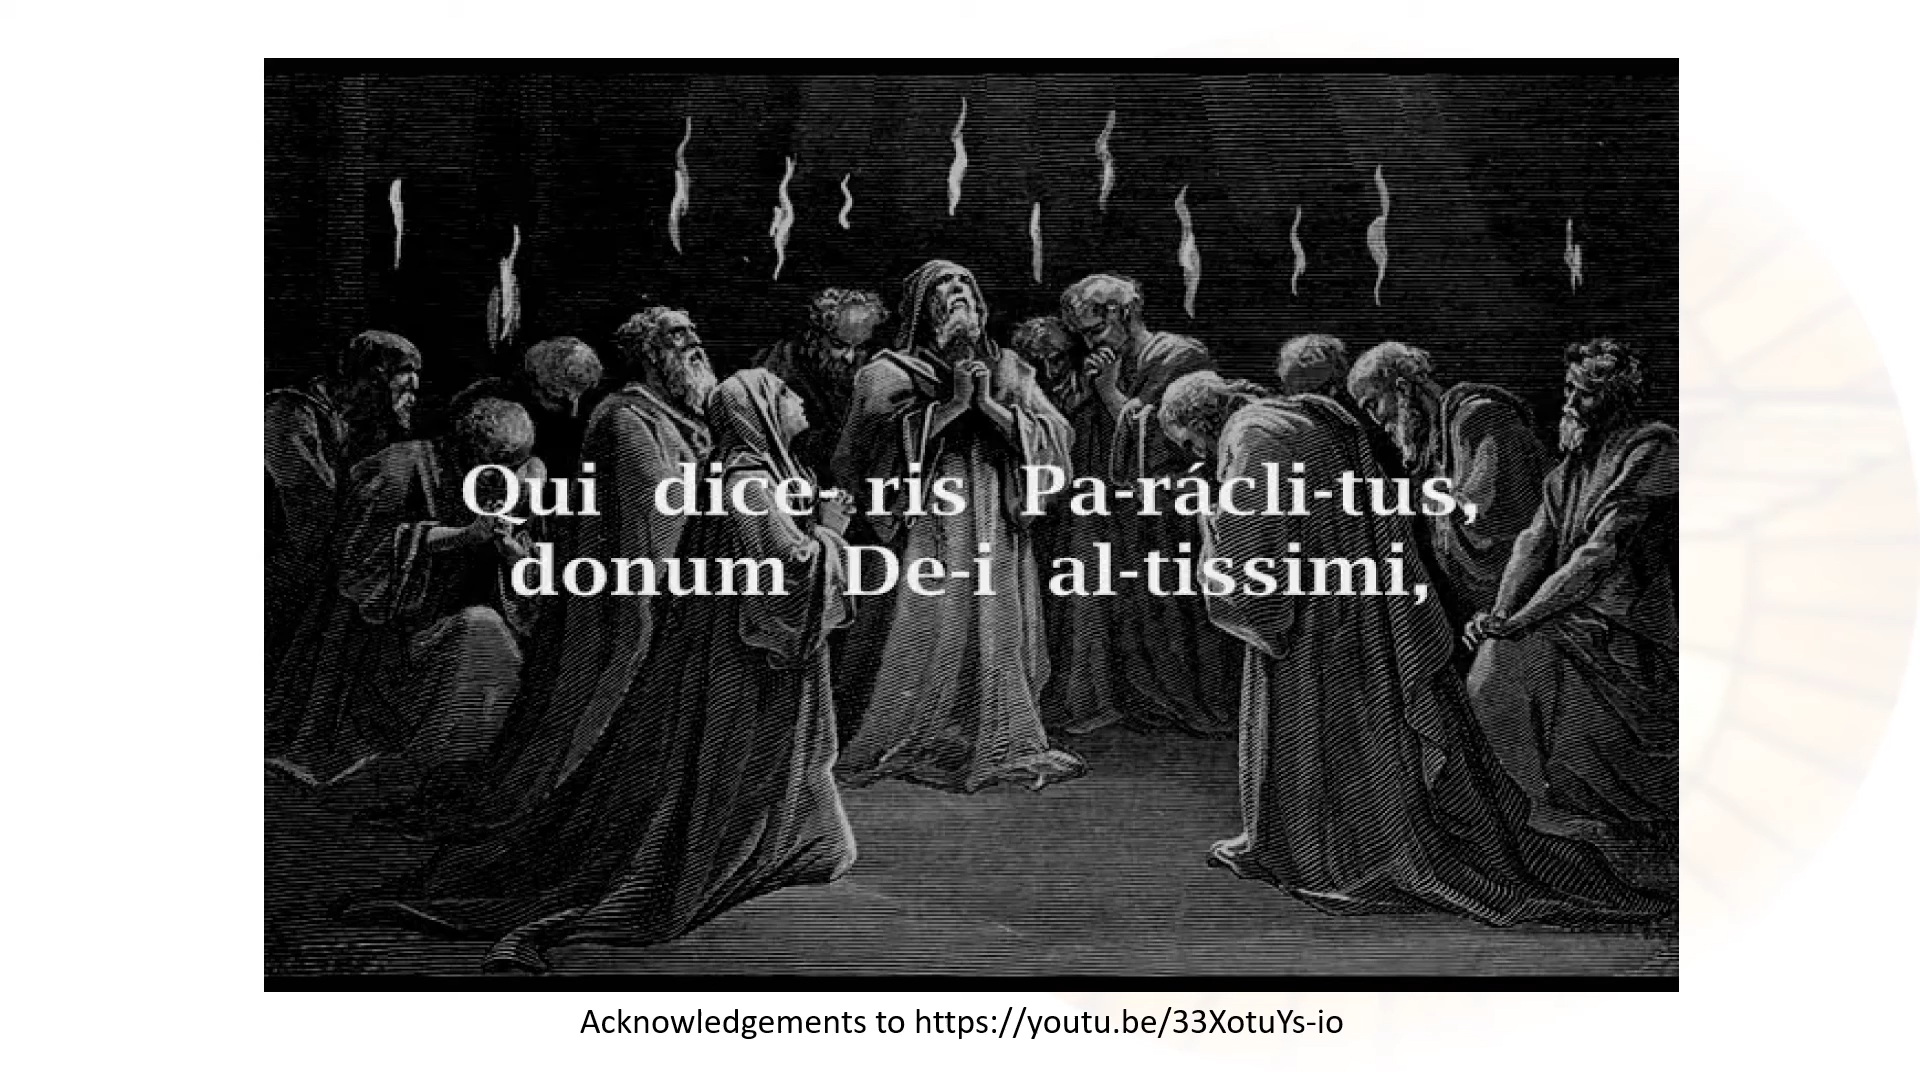 Qui dice- ris Pa-rácli-tus,
donum De-i al-tissimi,
Acknowledgements to https://youtu.be/33XotuYs-io